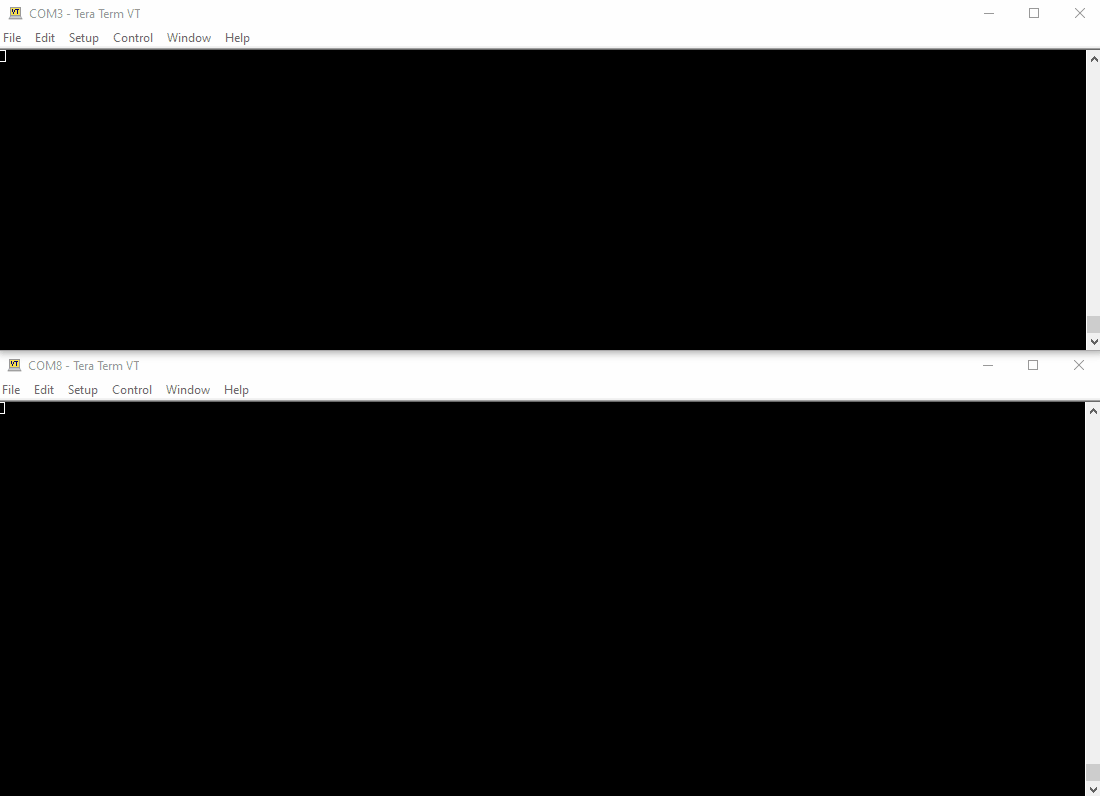 COM3 - Tera Term VT
File Edit Setup Control Window Help
COM8 - Tera Term VT
File Edit Setup Control Window Help